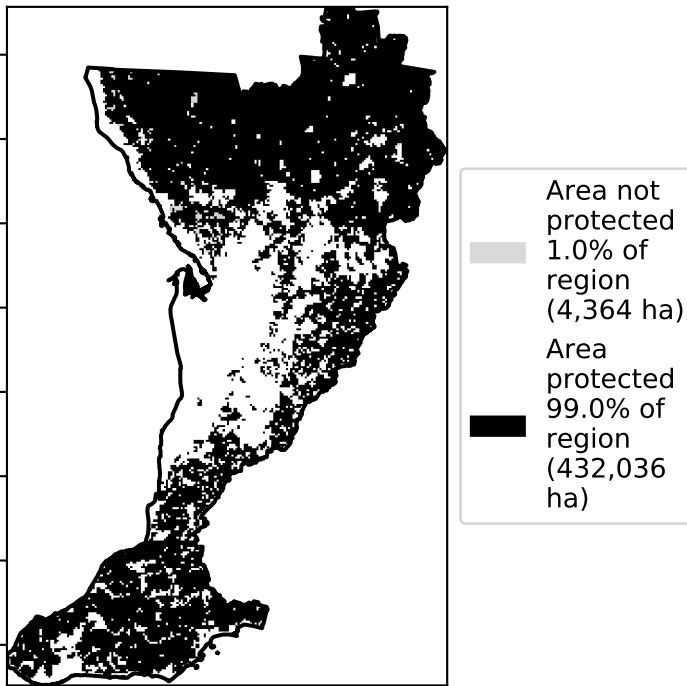 Area not
protected
1.0% of
region
(4,364 ha)
Area
protected
99.0% of
region
(432,036
ha)